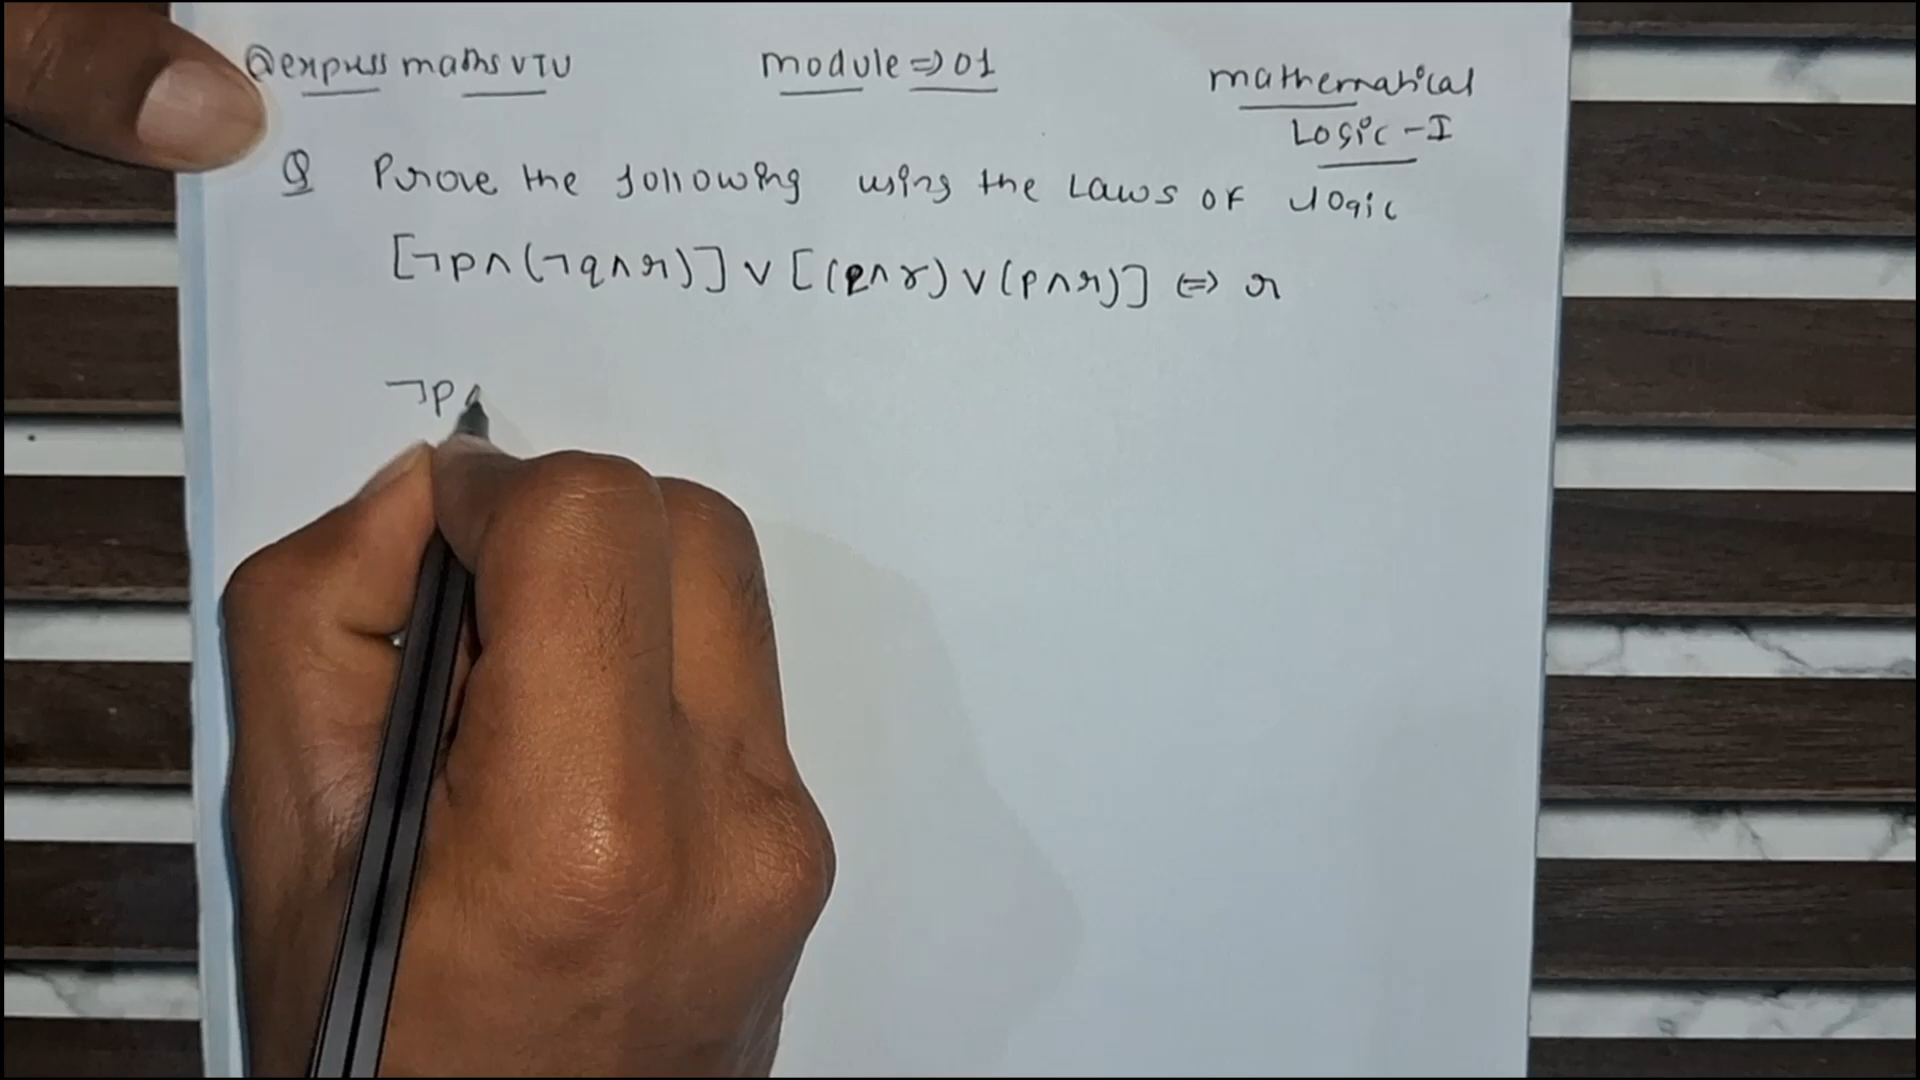 @express maths VTU module => 01 mathematical
Logic - I
Q Prove the following using the Laws of logic
[¬p∧(¬q∧r)] ∨ [(q∧r) ∨ (p∧r)] ⇔ r
¬p∧